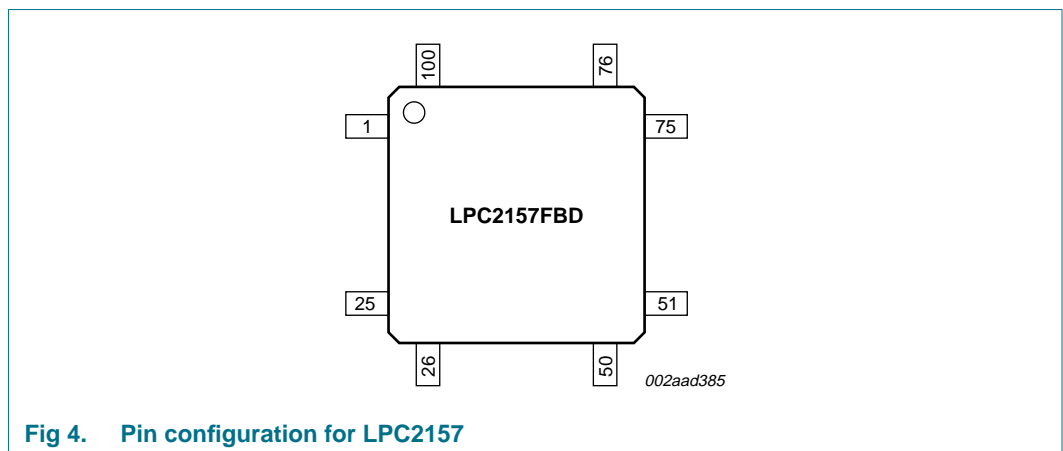 100 76
1 75
LPC2157FBD
25 51
26 50
002aad385
Fig 4. Pin configuration for LPC2157